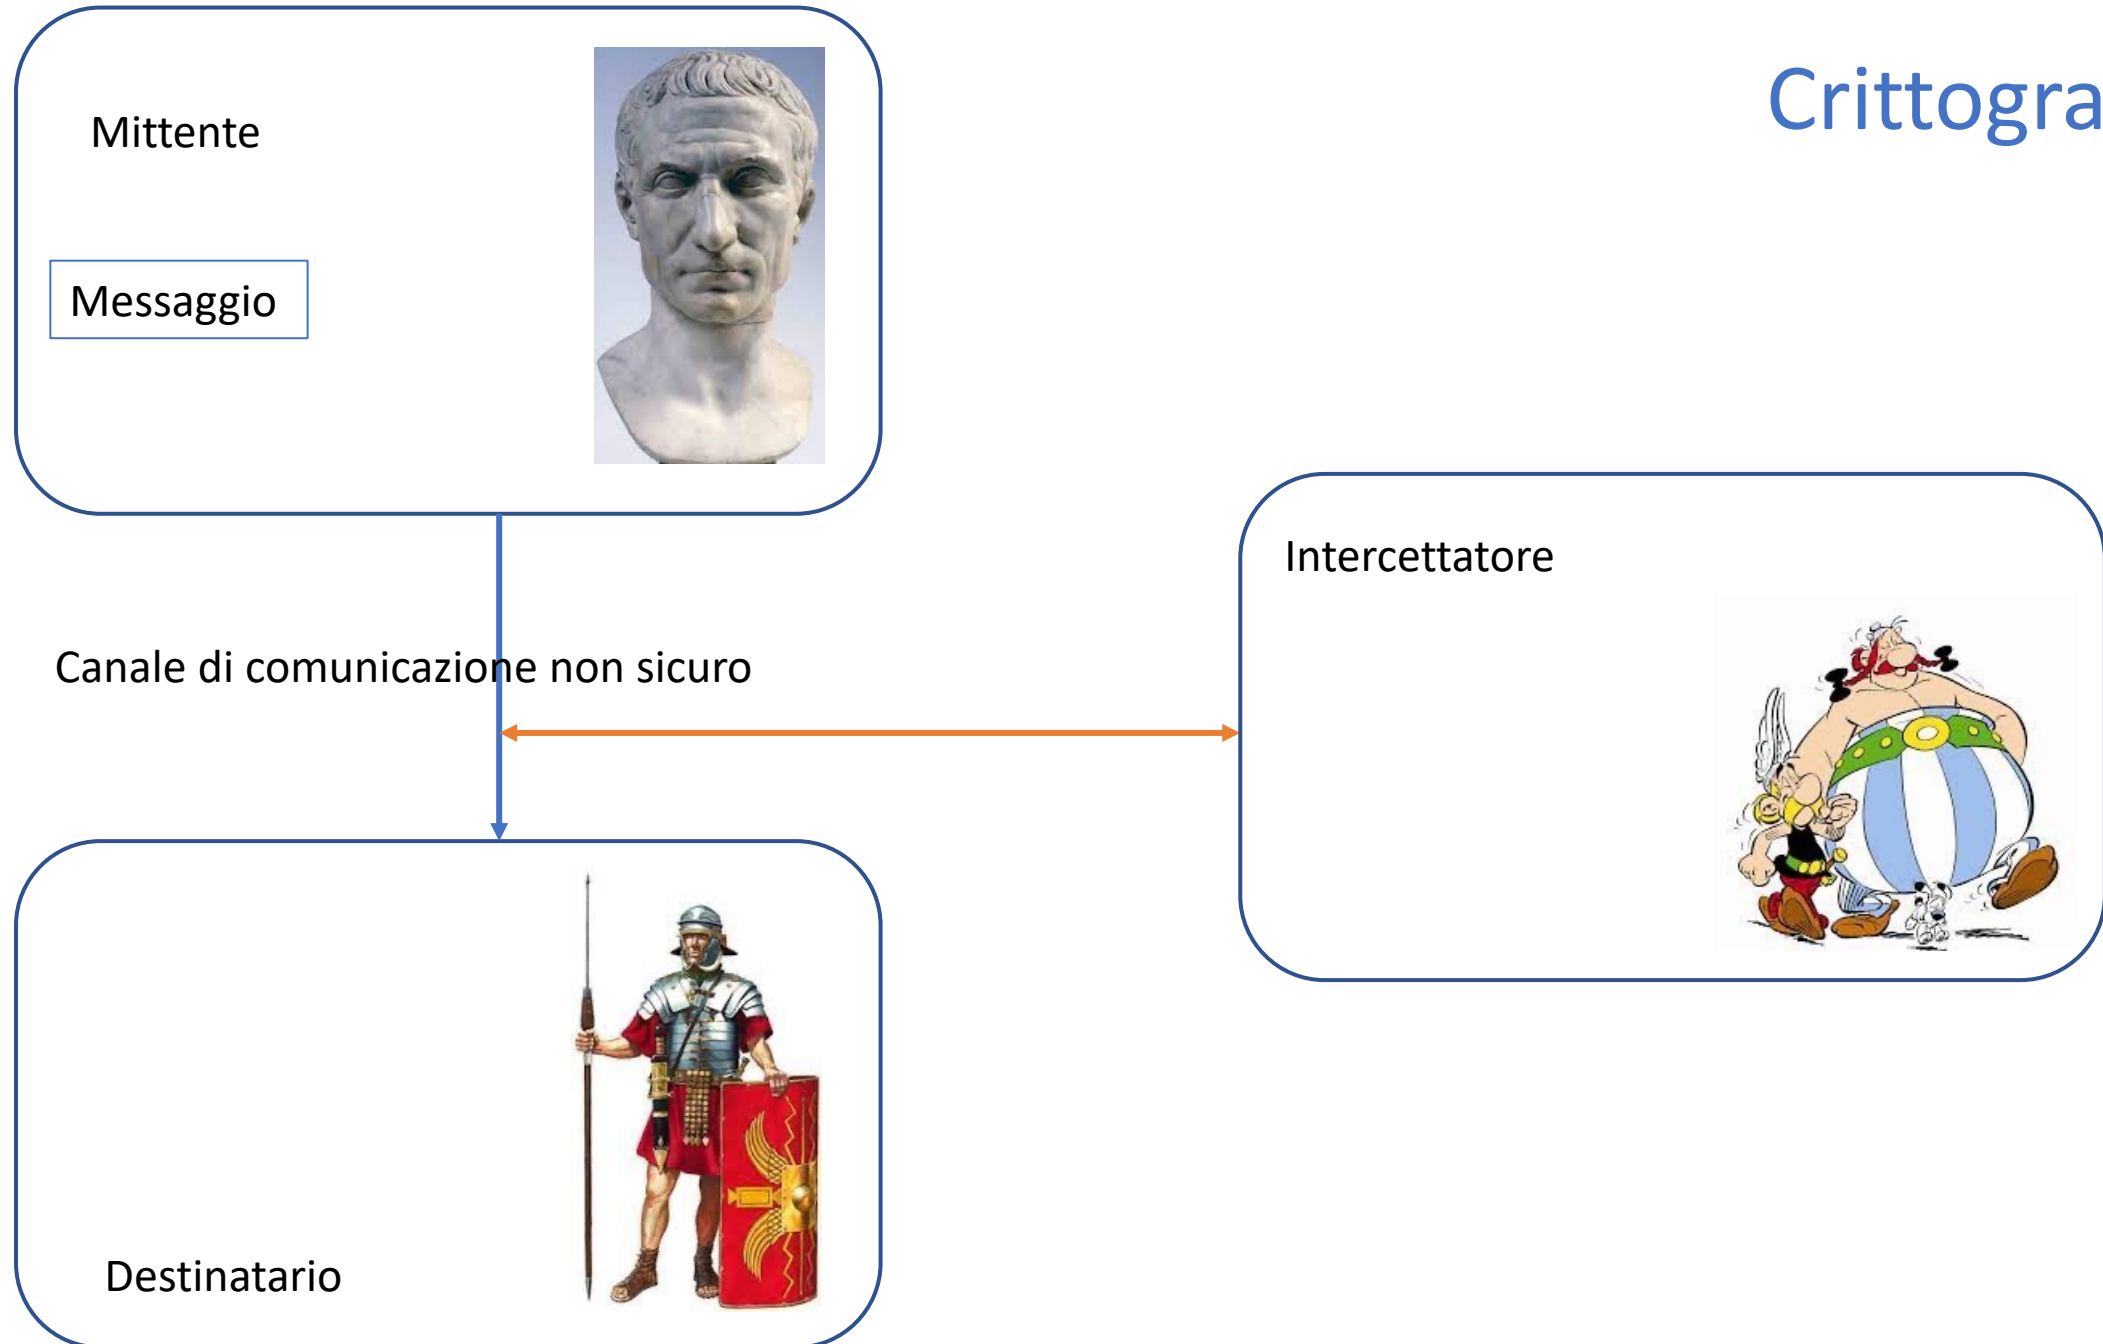 Crittogra
Mittente
Messaggio
Intercettatore
Canale di comunicazione non sicuro
Destinatario